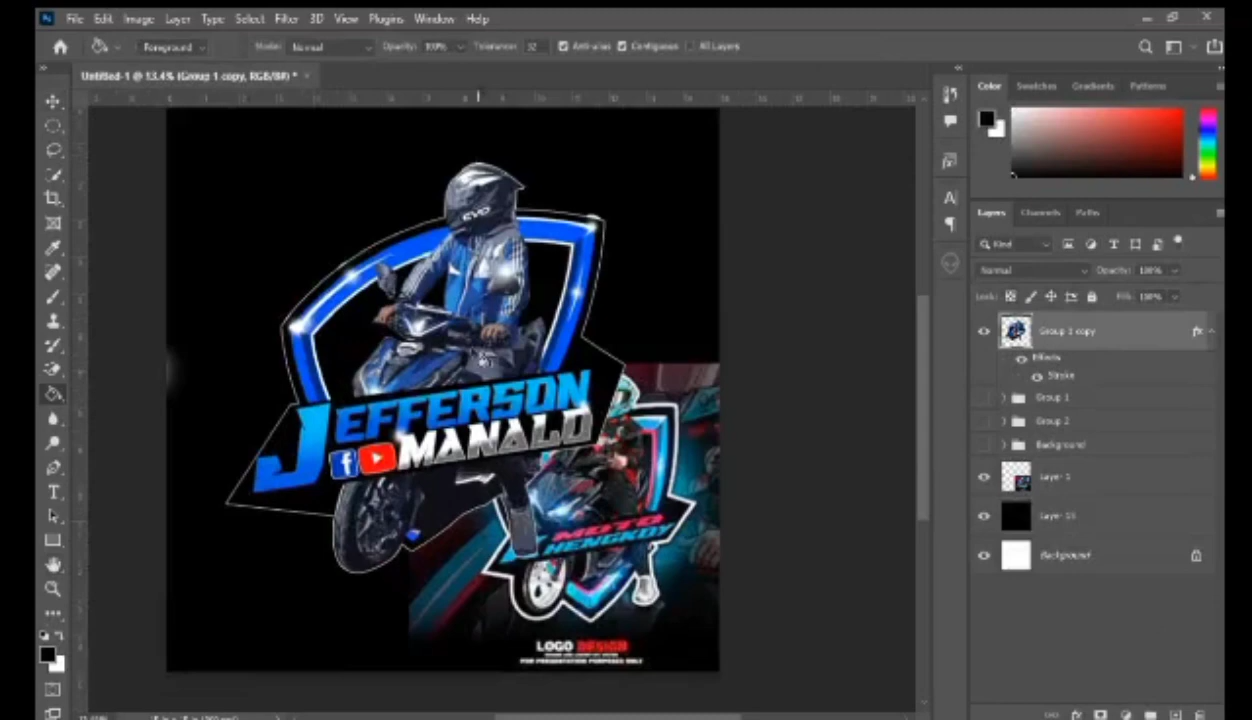 File Edit Image Layer Type Select Filter 3D View Plugins Window Help
Foreground Mode: Normal Opacity: 100% Tolerance: 32 Anti-alias Contiguous All Layers
Untitled-1 @ 13.4% (Group 1 copy, RGB/8#) *
Color Swatches Gradients Patterns
Layers Channels Paths
Kind
Normal Opacity: 100%
Lock: Fill: 100%
Group 1 copy fx
Effects
Stroke
Group 1
Group 2
Background
Background
EVO
JEFFERSON
MANALO
MOTO
HENGKOY
LOGO DESIGN
FOR PRESENTATION PURPOSES ONLY